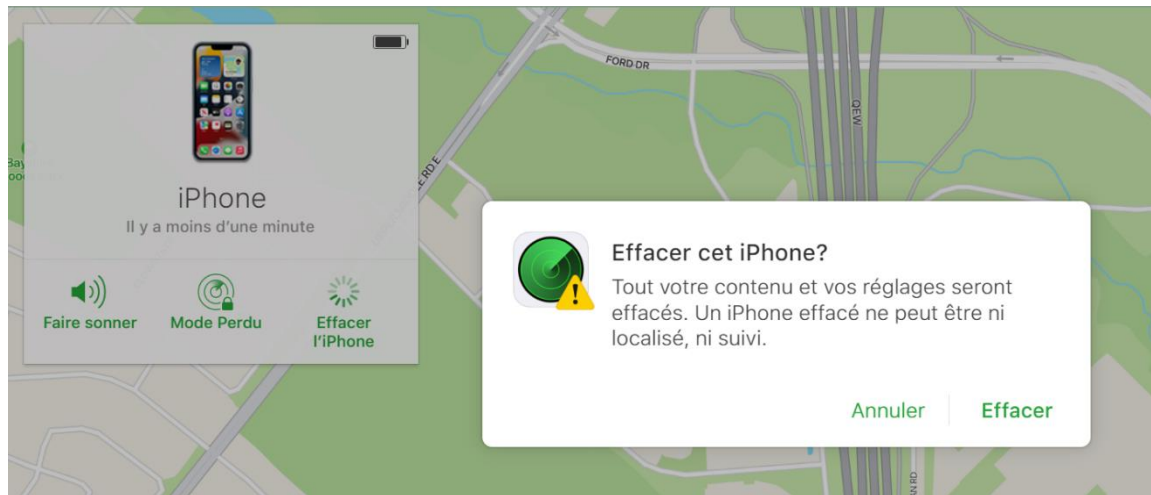 iPhone
Il y a moins d'une minute
Faire sonner
Mode Perdu
Effacer
l'iPhone
FORD DR
QEW
Effacer cet iPhone?
Tout votre contenu et vos réglages seront
effacés. Un iPhone effacé ne peut être ni
localisé, ni suivi.
Annuler
Effacer